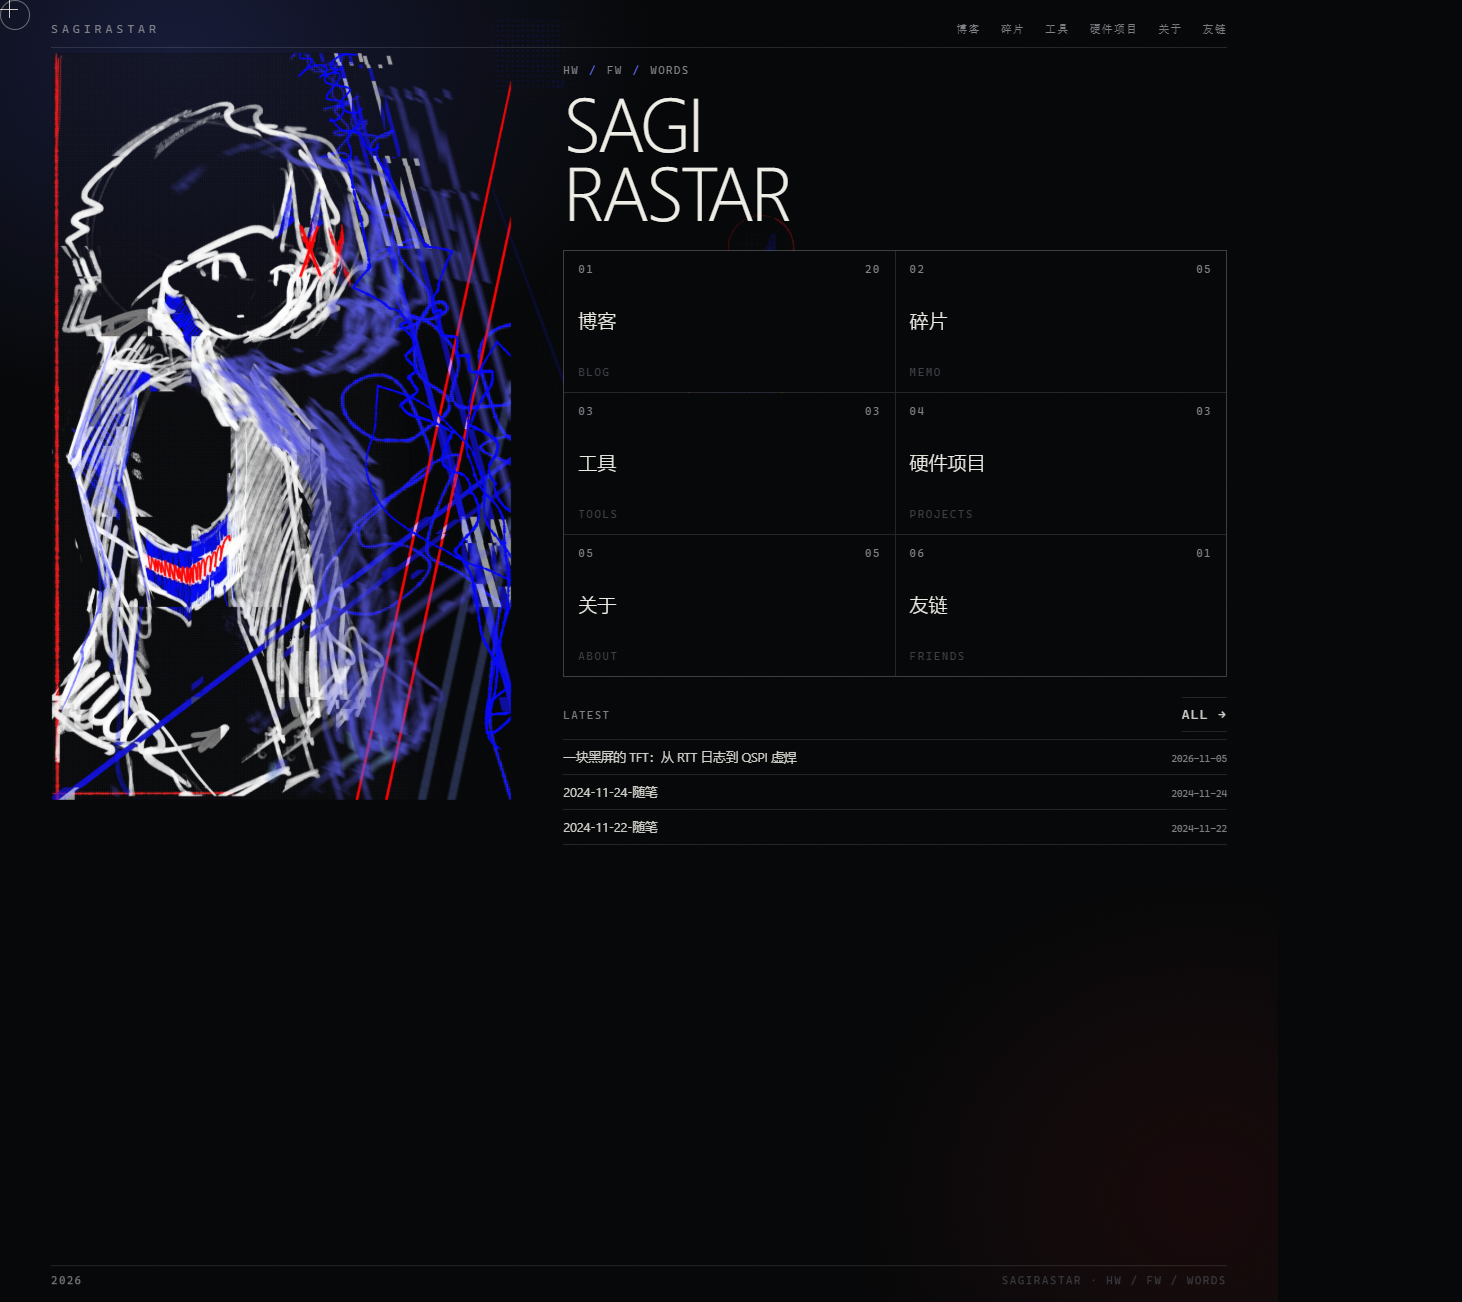 SAGIRASTAR
博客 碎片 工具 硬件项目 关于 友链
HW / FW / WORDS
SAGI
RASTAR
01 20
博客
BLOG
02 05
碎片
MEMO
03 03
工具
TOOLS
04 03
硬件项目
PROJECTS
05 05
关于
ABOUT
06 01
友链
FRIENDS
LATEST ALL →
一块黑屏的 TFT：从 RTT 日志到 QSPI 虚焊 2026-11-05
2024-11-24-随笔 2024-11-24
2024-11-22-随笔 2024-11-22
2026 SAGIRASTAR · HW / FW / WORDS